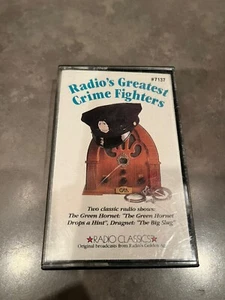 Radio's Greatest
Crime Fighters
#7137
Two classic radio shows:
The Green Hornet: "The Green Hornet
Drops a Hint", Dragnet: "The Big Slug"
★RADIO CLASSICS★
Original broadcasts from Radio's Golden Age